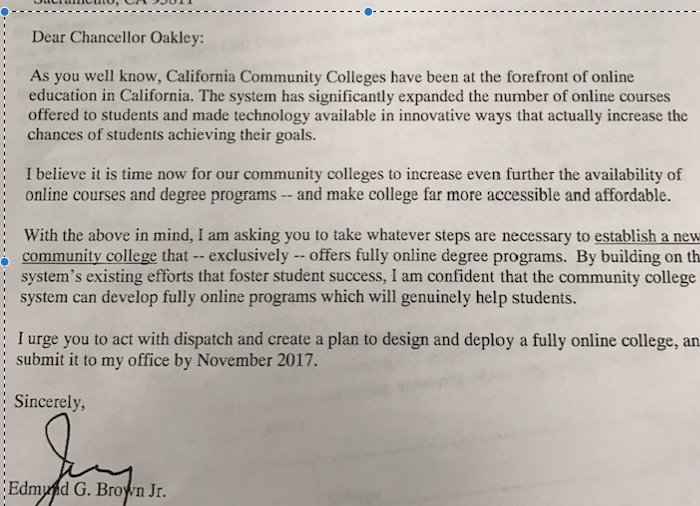 Sacramento, CA 95811
Dear Chancellor Oakley:
As you well know, California Community Colleges have been at the forefront of online
education in California. The system has significantly expanded the number of online courses
offered to students and made technology available in innovative ways that actually increase the
chances of students achieving their goals.
I believe it is time now for our community colleges to increase even further the availability of
online courses and degree programs -- and make college far more accessible and affordable.
With the above in mind, I am asking you to take whatever steps are necessary to establish a new
community college that -- exclusively -- offers fully online degree programs. By building on th
system's existing efforts that foster student success, I am confident that the community college
system can develop fully online programs which will genuinely help students.
I urge you to act with dispatch and create a plan to design and deploy a fully online college, an
submit it to my office by November 2017.
Sincerely,
Jerry
Edmund G. Brown Jr.